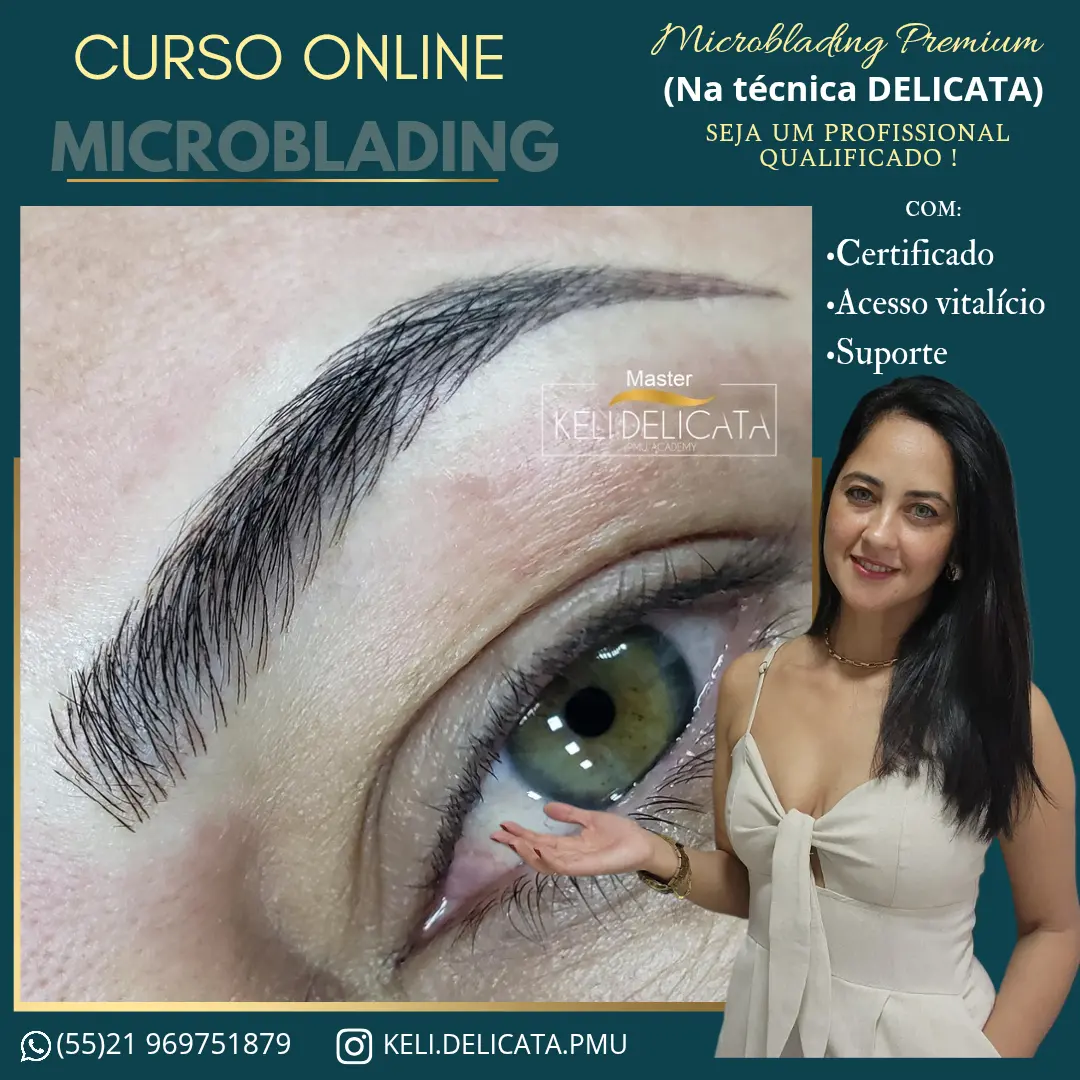 CURSO ONLINE
MICROBLADING
Microblading Premium
(Na técnica DELICATA)
SEJA UM PROFISSIONAL
QUALIFICADO !
COM:
•Certificado
•Acesso vitalício
•Suporte
Master
KÉLI DELICATA
PMU ACADEMY
(55)21 969751879
KELI.DELICATA.PMU